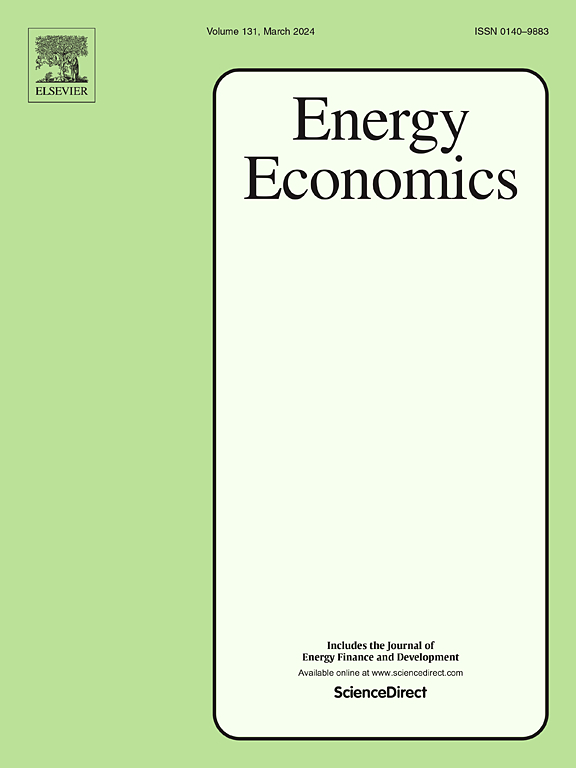 Volume 131, March 2024
ISSN 0140–9883
ELSEVIER
Energy
Economics
Includes the Journal of
Energy Finance and Development
Available online at www.sciencedirect.com
ScienceDirect